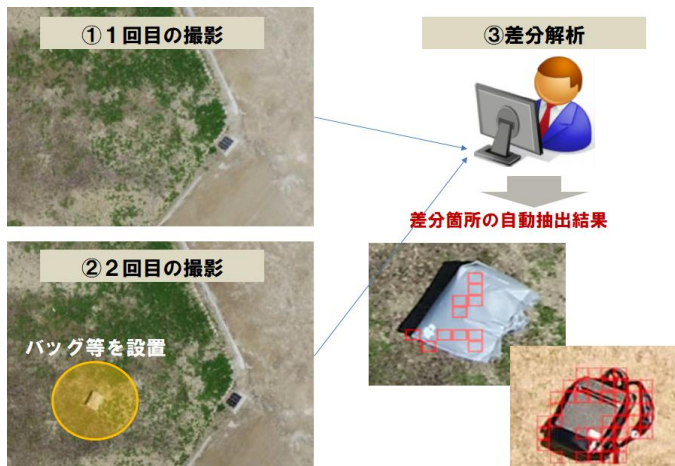 ①１回目の撮影
③差分解析
差分箇所の自動抽出結果
②２回目の撮影
バッグ等を設置